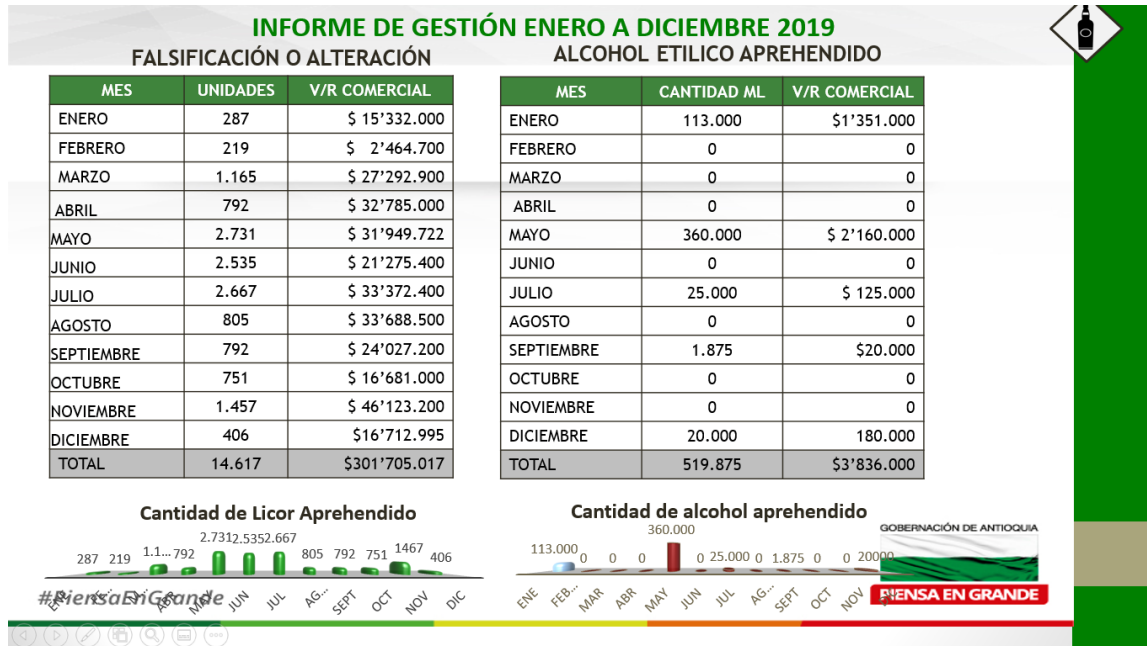 INFORME DE GESTIÓN ENERO A DICIEMBRE 2019
FALSIFICACIÓN O ALTERACIÓN
MES UNIDADES V/R COMERCIAL
ENERO 287 $ 15’332.000
FEBRERO 219 $ 2’464.700
MARZO 1.165 $ 27’292.900
ABRIL 792 $ 32’785.000
MAYO 2.731 $ 31’949.722
JUNIO 2.535 $ 21’275.400
JULIO 2.667 $ 33’372.400
AGOSTO 805 $ 33’688.500
SEPTIEMBRE 792 $ 24’027.200
OCTUBRE 751 $ 16’681.000
NOVIEMBRE 1.457 $ 46’123.200
DICIEMBRE 406 $16’712.995
TOTAL 14.617 $301’705.017
ALCOHOL ETILICO APREHENDIDO
MES CANTIDAD ML V/R COMERCIAL
ENERO 113.000 $1’351.000
FEBRERO 0 0
MARZO 0 0
ABRIL 0 0
MAYO 360.000 $ 2’160.000
JUNIO 0 0
JULIO 25.000 $ 125.000
AGOSTO 0 0
SEPTIEMBRE 1.875 $20.000
OCTUBRE 0 0
NOVIEMBRE 0 0
DICIEMBRE 20.000 180.000
TOTAL 519.875 $3’836.000
Cantidad de Licor Aprehendido
287 219 1.1... 792 2.731 2.535 2.667 805 792 751 1467 406
ENE FE... ABR MAY JUN JUL AG... SEPT OCT NOV DIC
#PiensaEnGrande
Cantidad de alcohol aprehendido
113.000 0 0 0 360.000 0 25.000 0 1.875 0 0 20000
ENE FEB... MAR ABR MAY JUN JUL AG... SEPT OCT NOV
GOBERNACIÓN DE ANTIOQUIA
PIENSA EN GRANDE